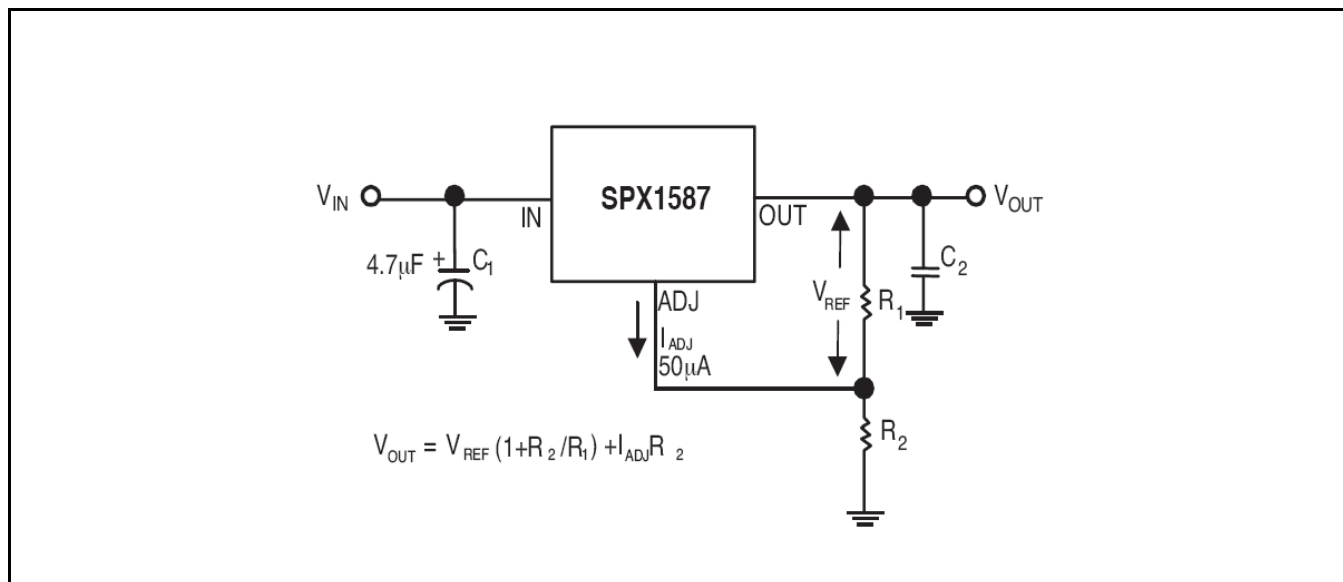 SPX1587
V_IN
IN
OUT
V_OUT
4.7μF
+
C_1
ADJ
I_ADJ
50μA
V_REF
R_1
C_2
R_2
V_OUT = V_REF (1+R_2/R_1) +I_ADJ R_2